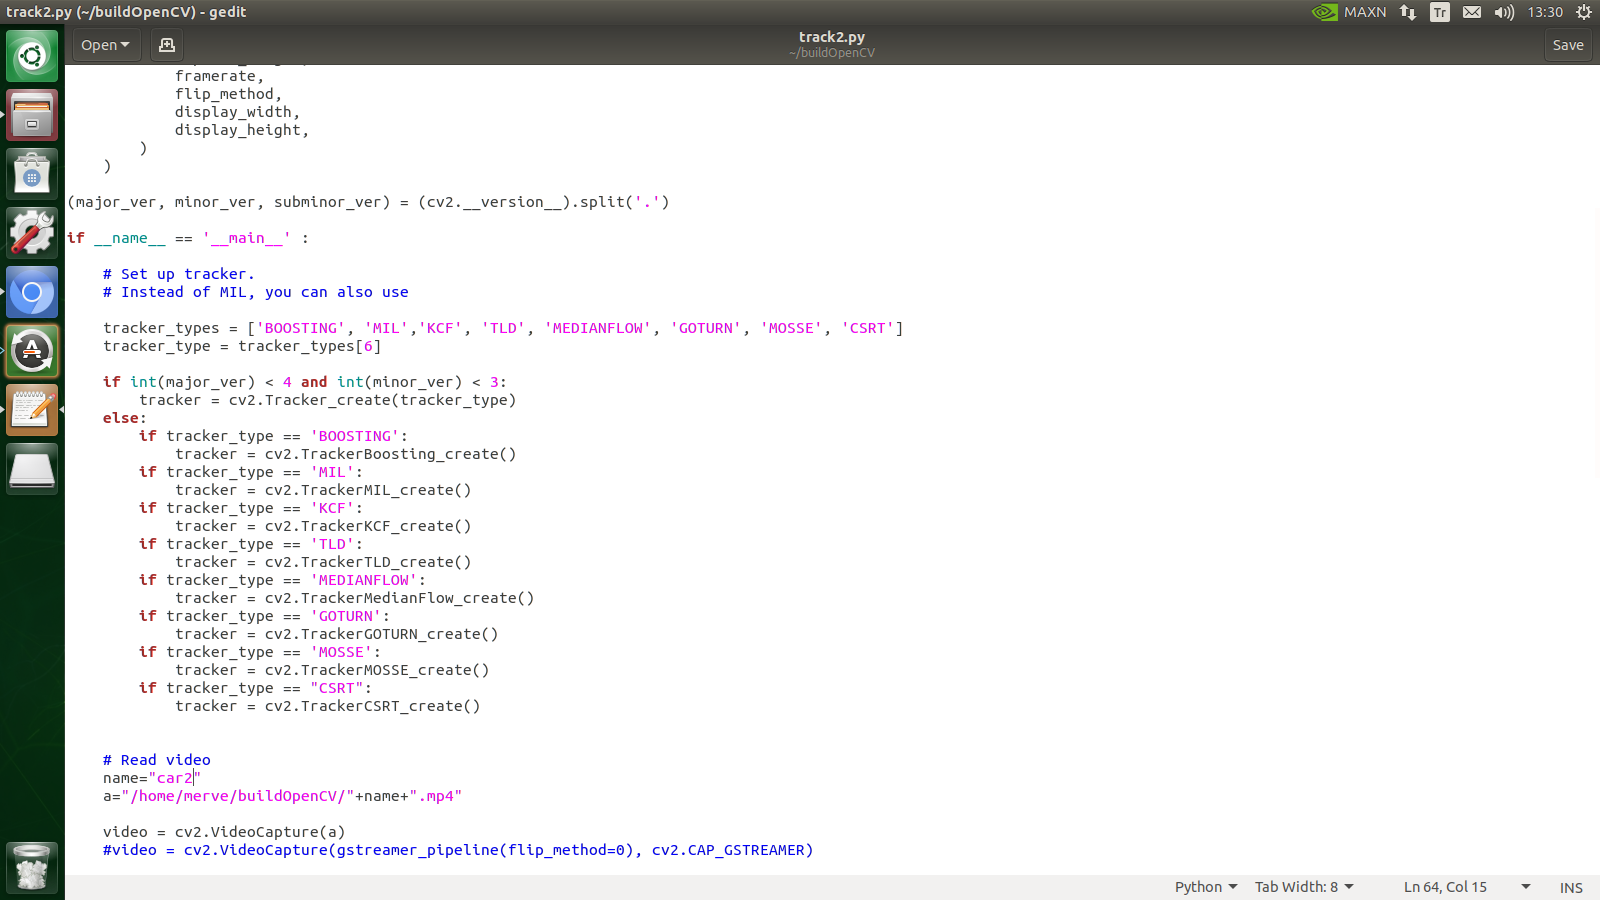 track2.py (~/buildOpenCV) - gedit
MAXN
Tr
13:30
Open
track2.py
~/buildOpenCV
Save
framerate,
flip_method,
display_width,
display_height,
)
)
(major_ver, minor_ver, subminor_ver) = (cv2.__version__).split('.')
if __name__ == '__main__' :
# Set up tracker.
# Instead of MIL, you can also use
tracker_types = ['BOOSTING', 'MIL','KCF', 'TLD', 'MEDIANFLOW', 'GOTURN', 'MOSSE', 'CSRT']
tracker_type = tracker_types[6]
if int(major_ver) < 4 and int(minor_ver) < 3:
tracker = cv2.Tracker_create(tracker_type)
else:
if tracker_type == 'BOOSTING':
tracker = cv2.TrackerBoosting_create()
if tracker_type == 'MIL':
tracker = cv2.TrackerMIL_create()
if tracker_type == 'KCF':
tracker = cv2.TrackerKCF_create()
if tracker_type == 'TLD':
tracker = cv2.TrackerTLD_create()
if tracker_type == 'MEDIANFLOW':
tracker = cv2.TrackerMedianFlow_create()
if tracker_type == 'GOTURN':
tracker = cv2.TrackerGOTURN_create()
if tracker_type == 'MOSSE':
tracker = cv2.TrackerMOSSE_create()
if tracker_type == "CSRT":
tracker = cv2.TrackerCSRT_create()
# Read video
name="car2"
a="/home/merve/buildOpenCV/"+name+".mp4"
video = cv2.VideoCapture(a)
#video = cv2.VideoCapture(gstreamer_pipeline(flip_method=0), cv2.CAP_GSTREAMER)
Python
Tab Width: 8
Ln 64, Col 15
INS